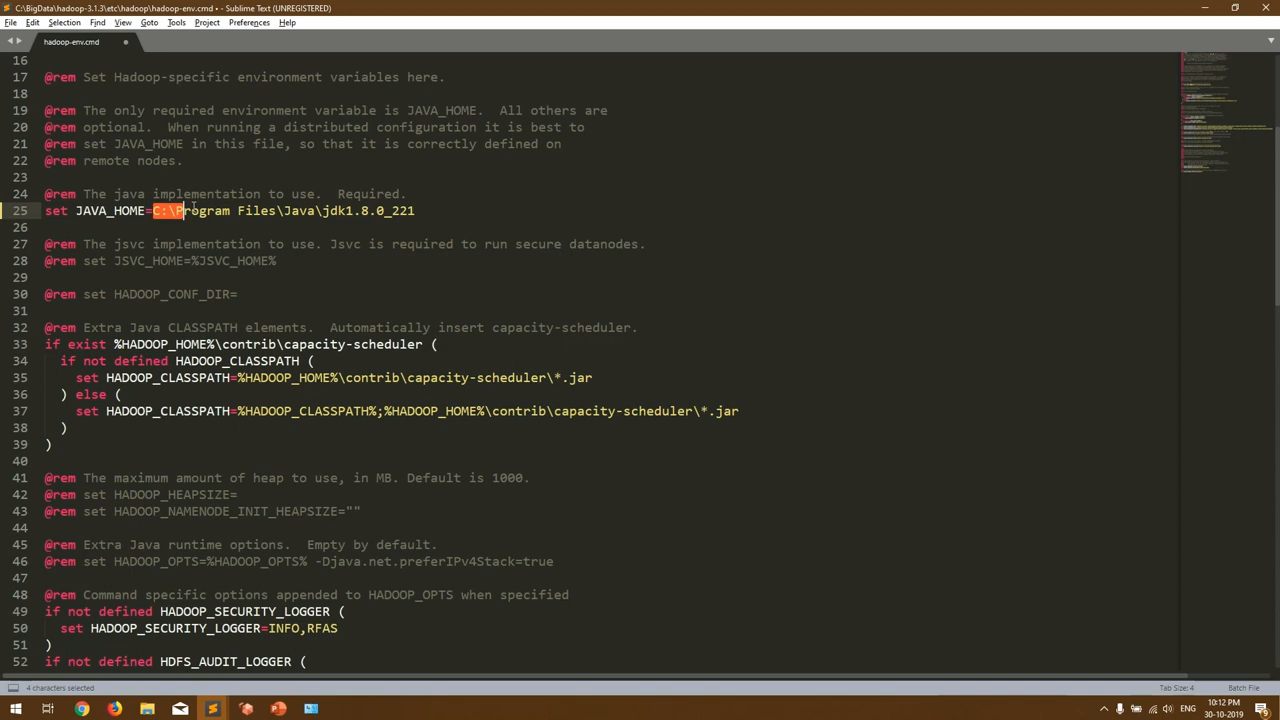 C:\BigData\hadoop-3.1.3\etc\hadoop\hadoop-env.cmd • - Sublime Text (UNREGISTERED)
File Edit Selection Find View Goto Tools Project Preferences Help
hadoop-env.cmd
16
17 @rem Set Hadoop-specific environment variables here.
18
19 @rem The only required environment variable is JAVA_HOME.  All others are
20 @rem optional.  When running a distributed configuration it is best to
21 @rem set JAVA_HOME in this file, so that it is correctly defined on
22 @rem remote nodes.
23
24 @rem The java implementation to use.  Required.
25 set JAVA_HOME=C:\Program Files\Java\jdk1.8.0_221
26
27 @rem The jsvc implementation to use. Jsvc is required to run secure datanodes.
28 @rem set JSVC_HOME=%JSVC_HOME%
29
30 @rem set HADOOP_CONF_DIR=
31
32 @rem Extra Java CLASSPATH elements.  Automatically insert capacity-scheduler.
33 if exist %HADOOP_HOME%\contrib\capacity-scheduler (
34   if not defined HADOOP_CLASSPATH (
35     set HADOOP_CLASSPATH=%HADOOP_HOME%\contrib\capacity-scheduler\*.jar
36   ) else (
37     set HADOOP_CLASSPATH=%HADOOP_CLASSPATH%;%HADOOP_HOME%\contrib\capacity-scheduler\*.jar
38   )
39 )
40
41 @rem The maximum amount of heap to use, in MB. Default is 1000.
42 @rem set HADOOP_HEAPSIZE=
43 @rem set HADOOP_NAMENODE_INIT_HEAPSIZE=""
44
45 @rem Extra Java runtime options.  Empty by default.
46 @rem set HADOOP_OPTS=%HADOOP_OPTS% -Djava.net.preferIPv4Stack=true
47
48 @rem Command specific options appended to HADOOP_OPTS when specified
49 if not defined HADOOP_SECURITY_LOGGER (
50   set HADOOP_SECURITY_LOGGER=INFO,RFAS
51 )
52 if not defined HDFS_AUDIT_LOGGER (
4 characters selected Tab Size: 4 Batch File
ENG 10:12 PM
30-10-2019